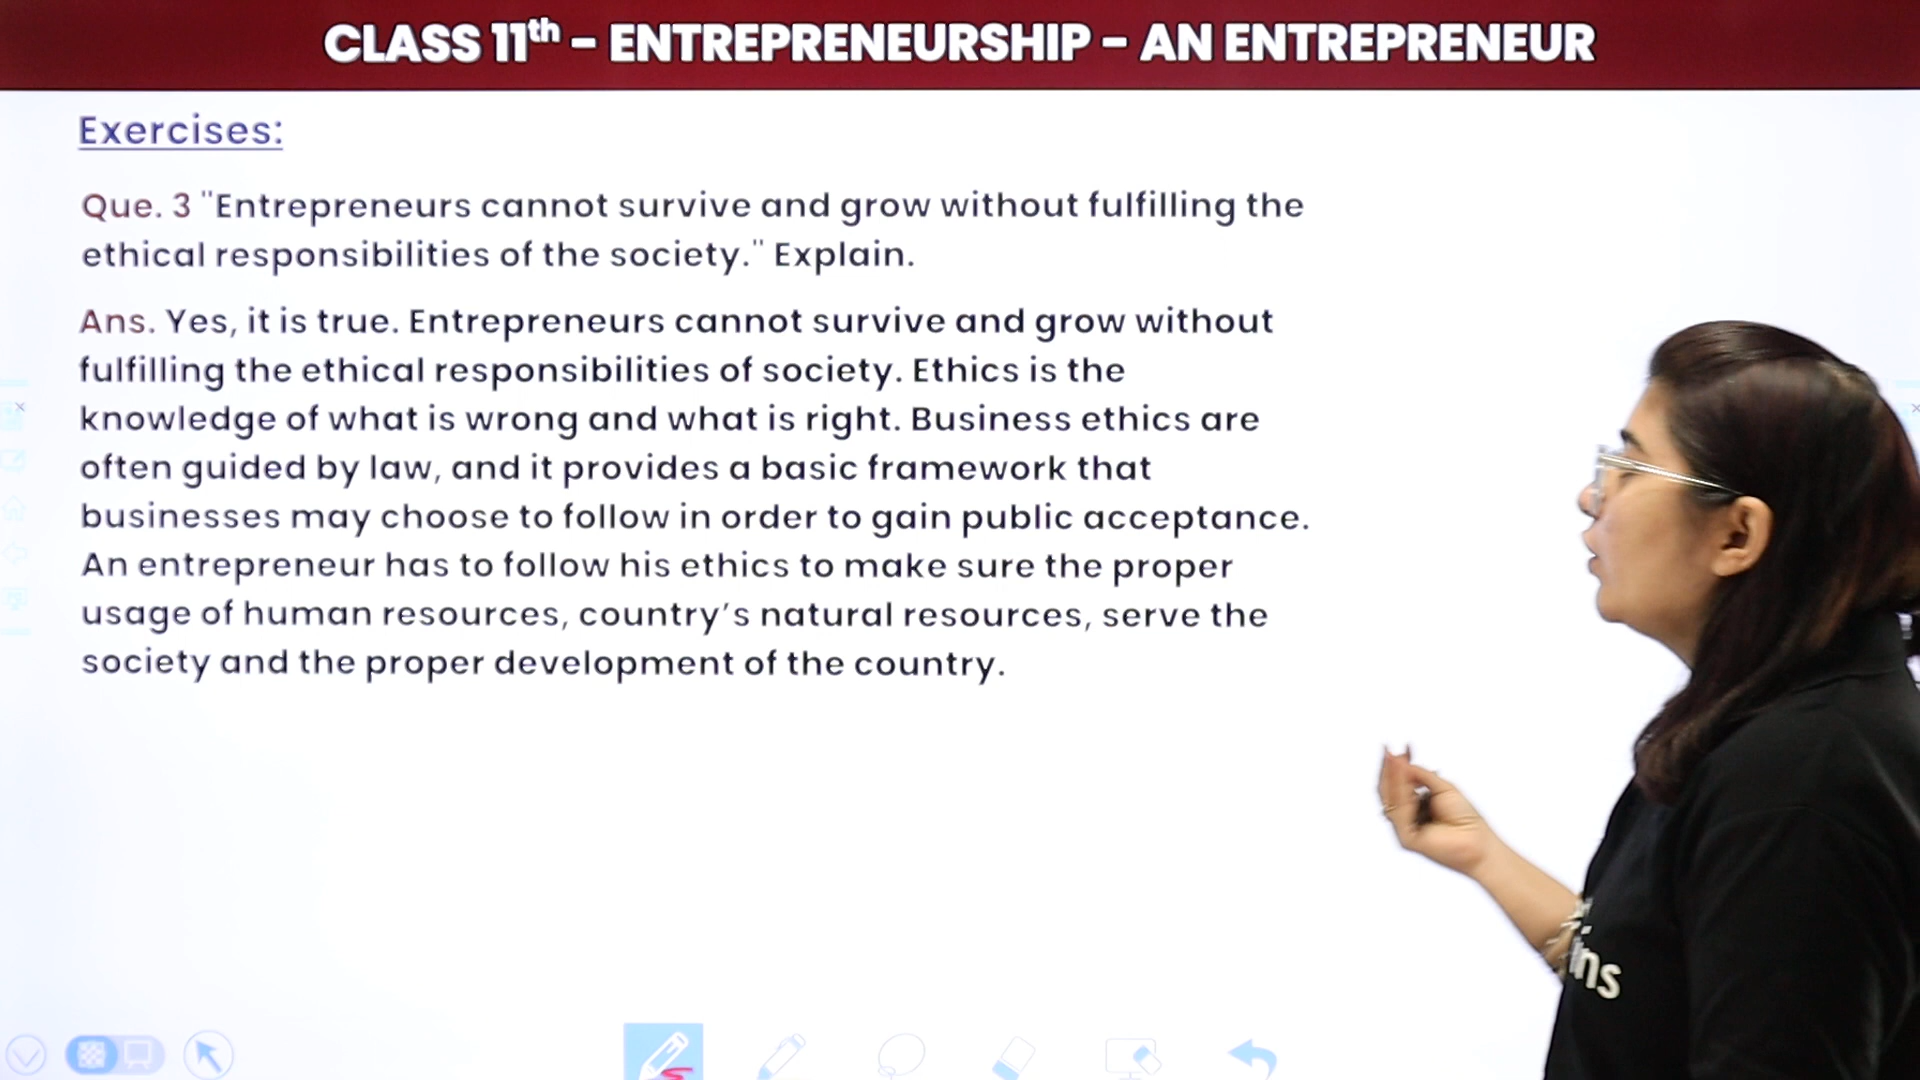 CLASS 11th - ENTREPRENEURSHIP - AN ENTREPRENEUR
Exercises:
Que. 3 "Entrepreneurs cannot survive and grow without fulfilling the
ethical responsibilities of the society." Explain.
Ans. Yes, it is true. Entrepreneurs cannot survive and grow without
fulfilling the ethical responsibilities of society. Ethics is the
knowledge of what is wrong and what is right. Business ethics are
often guided by law, and it provides a basic framework that
businesses may choose to follow in order to gain public acceptance.
An entrepreneur has to follow his ethics to make sure the proper
usage of human resources, country's natural resources, serve the
society and the proper development of the country.